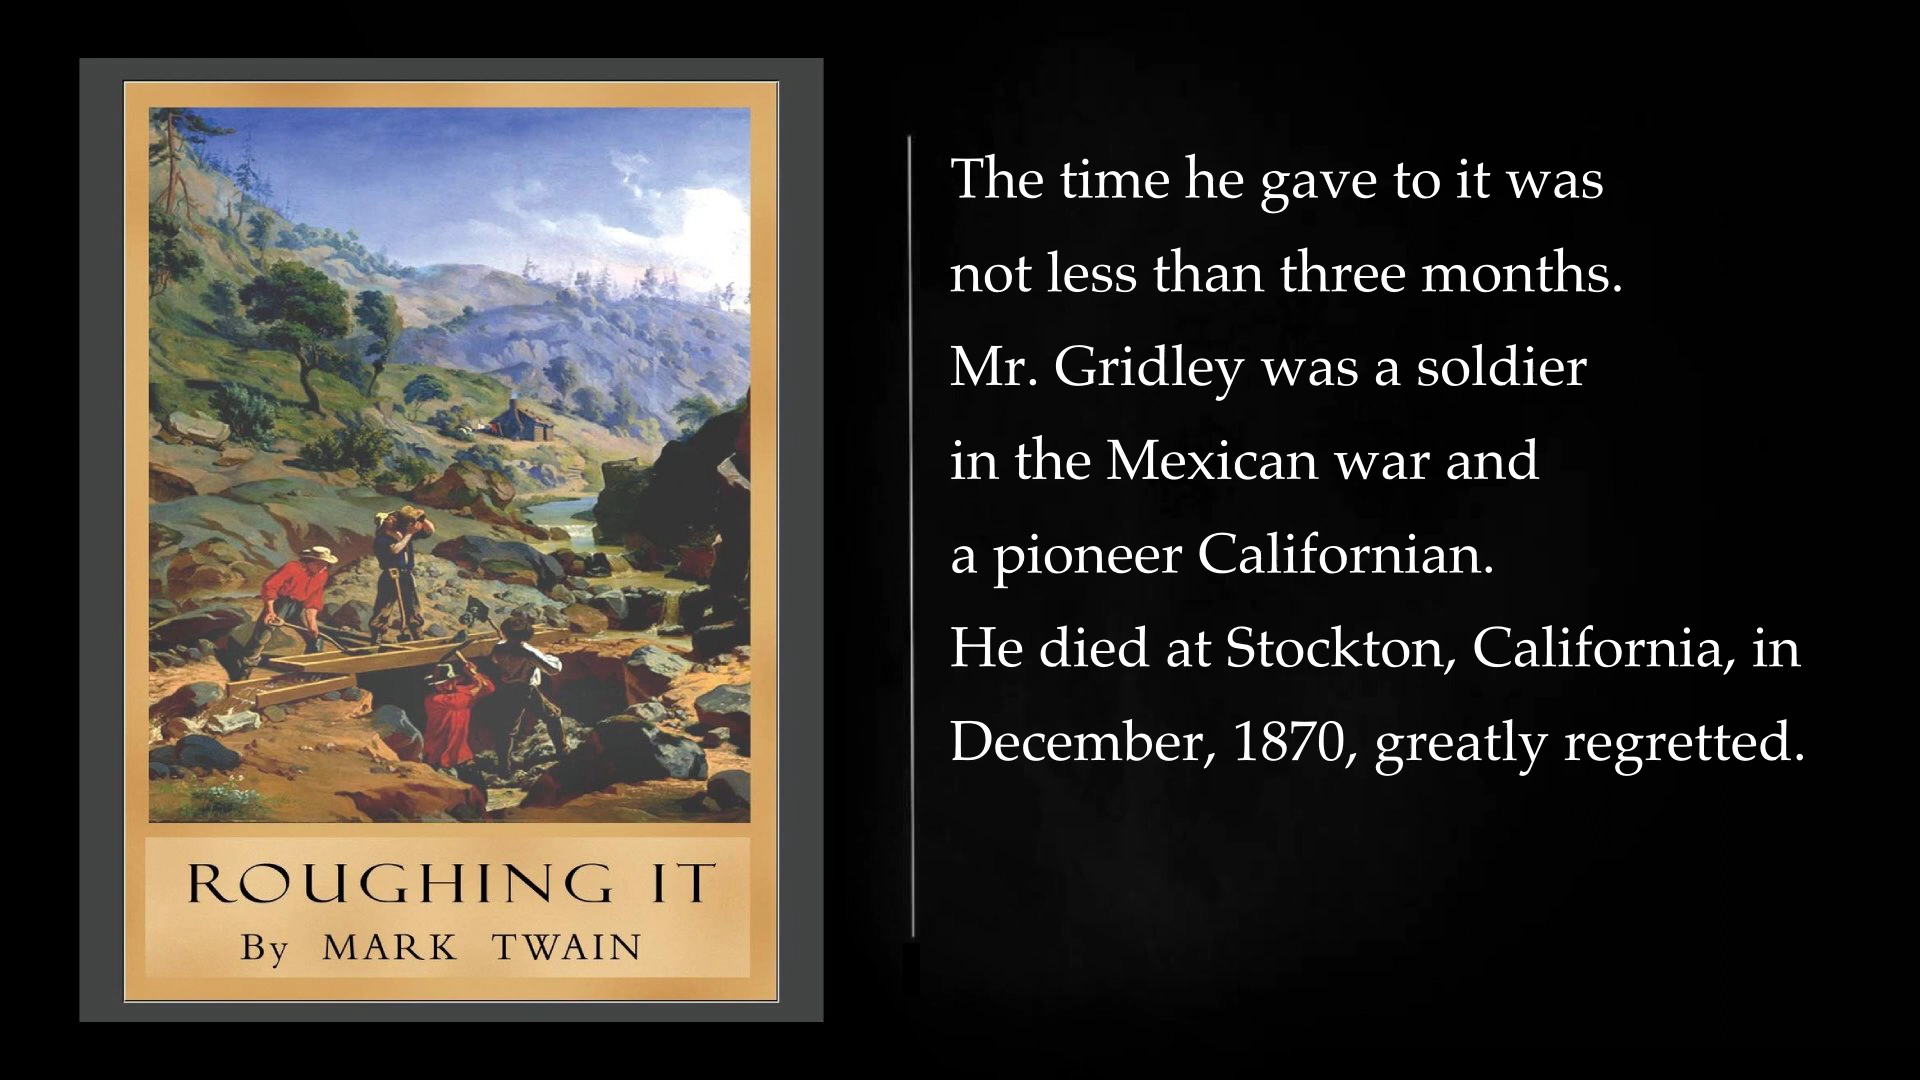 ROUGHING IT
By MARK TWAIN
The time he gave to it was
not less than three months.
Mr. Gridley was a soldier
in the Mexican war and
a pioneer Californian.
He died at Stockton, California, in
December, 1870, greatly regretted.